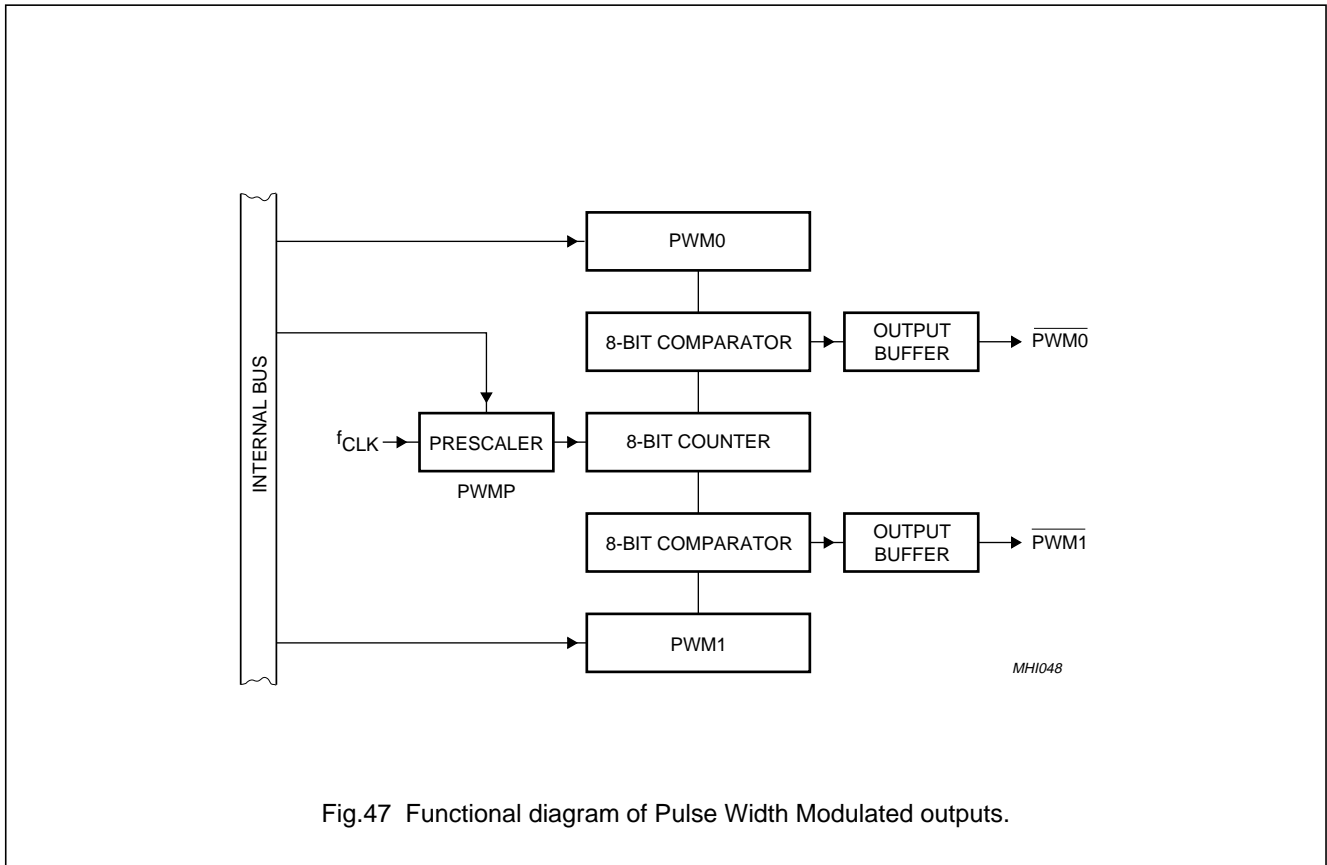 INTERNAL BUS
PWM0
8-BIT COMPARATOR
OUTPUT
BUFFER
PWM0
fCLK
PRESCALER
PWMP
8-BIT COUNTER
8-BIT COMPARATOR
OUTPUT
BUFFER
PWM1
PWM1
MHI048
Fig.47 Functional diagram of Pulse Width Modulated outputs.